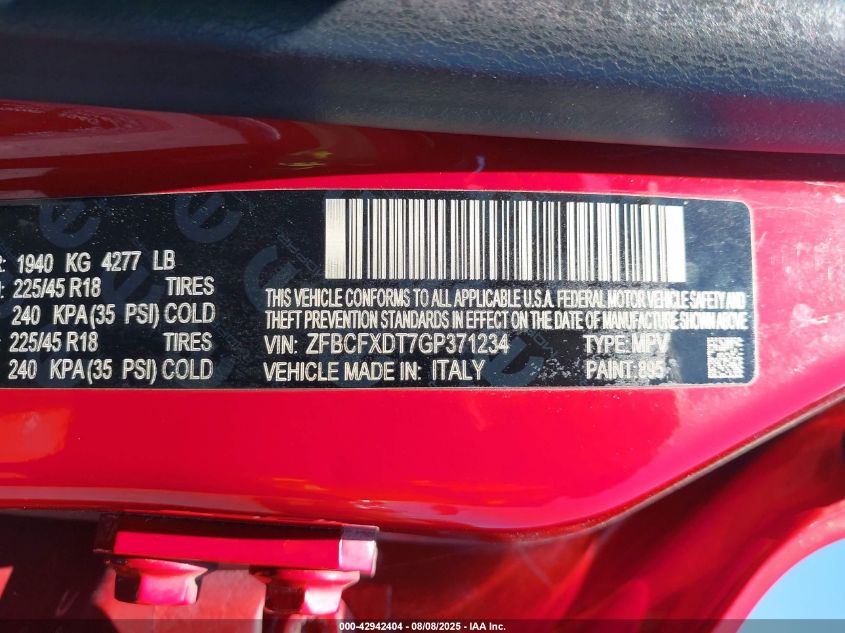 1940 KG 4277 LB
225/45 R18 TIRES
240 KPA(35 PSI) COLD
225/45 R18 TIRES
240 KPA(35 PSI) COLD
THIS VEHICLE CONFORMS TO ALL APPLICABLE U.S.A. FEDERAL MOTOR VEHICLE SAFETY AND
THEFT PREVENTION STANDARDS IN EFFECT ON THE DATE OF MANUFACTURE SHOWN ABOVE
VIN: ZFBCFXDT7GP371234 TYPE: MPV
VEHICLE MADE IN: ITALY PAINT: 895
000-42942404 - 08/08/2025 - IAA Inc.